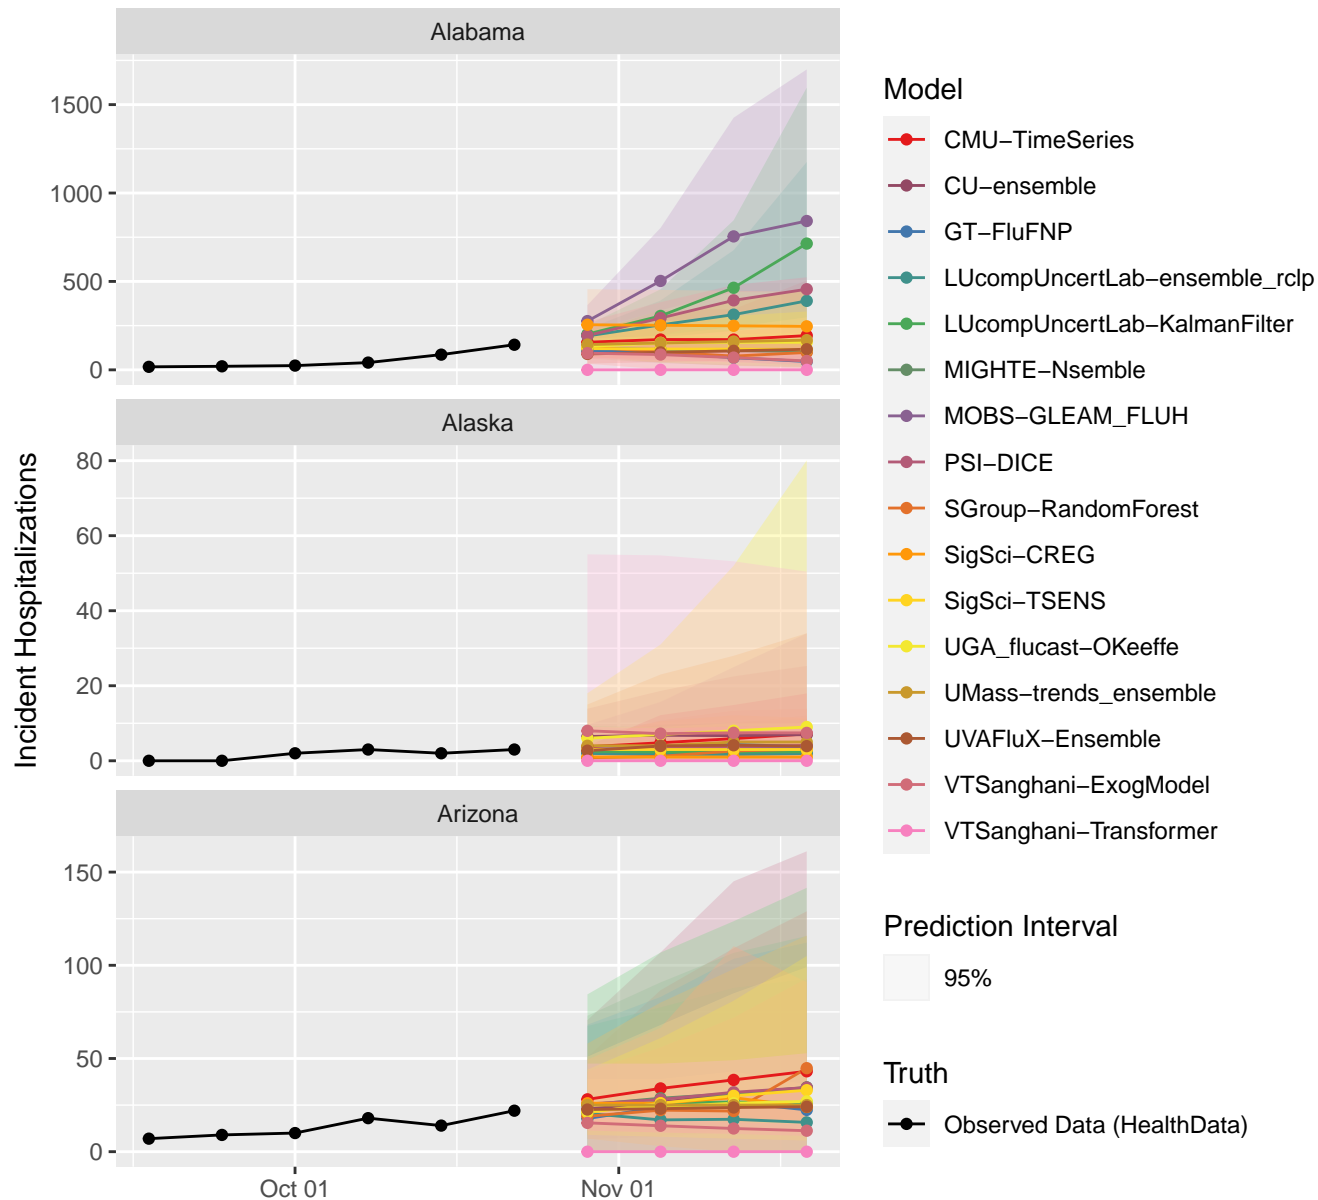 Alabama
1500
1000
500
0
Alaska
80
60
40
20
0
Arizona
150
100
50
0
Oct 01
Nov 01
Incident Hospitalizations
Model
CMU−TimeSeries
CU−ensemble
GT−FluFNP
LUcompUncertLab−ensemble_rclp
LUcompUncertLab−KalmanFilter
MIGHTE−Nsemble
MOBS−GLEAM_FLUH
PSI−DICE
SGroup−RandomForest
SigSci−CREG
SigSci−TSENS
UGA_flucast−OKeeffe
UMass−trends_ensemble
UVAFluX−Ensemble
VTSanghani−ExogModel
VTSanghani−Transformer
Prediction Interval
95%
Truth
Observed Data (HealthData)